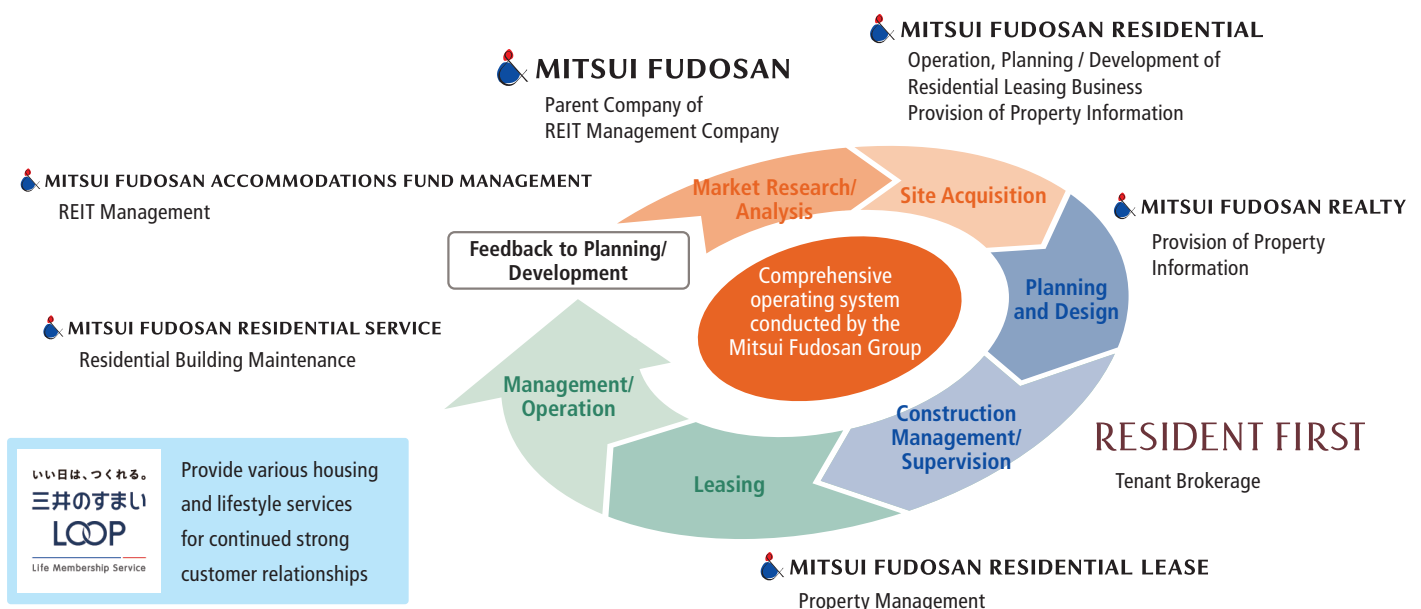 MITSUI FUDOSAN RESIDENTIAL
Operation, Planning / Development of
Residential Leasing Business
Provision of Property Information
MITSUI FUDOSAN
Parent Company of
REIT Management Company
MITSUI FUDOSAN ACCOMMODATIONS FUND MANAGEMENT
REIT Management
Market Research/
Analysis
Site Acquisition
MITSUI FUDOSAN REALTY
Provision of Property
Information
Feedback to Planning/
Development
Comprehensive
operating system
conducted by the
Mitsui Fudosan Group
Planning
and Design
MITSUI FUDOSAN RESIDENTIAL SERVICE
Residential Building Maintenance
Management/
Operation
Construction
Management/
Supervision
RESIDENT FIRST
Tenant Brokerage
Leasing
いい日は、つくれる。
三井のすまい
LOOP
Life Membership Service
Provide various housing
and lifestyle services
for continued strong
customer relationships
MITSUI FUDOSAN RESIDENTIAL LEASE
Property Management